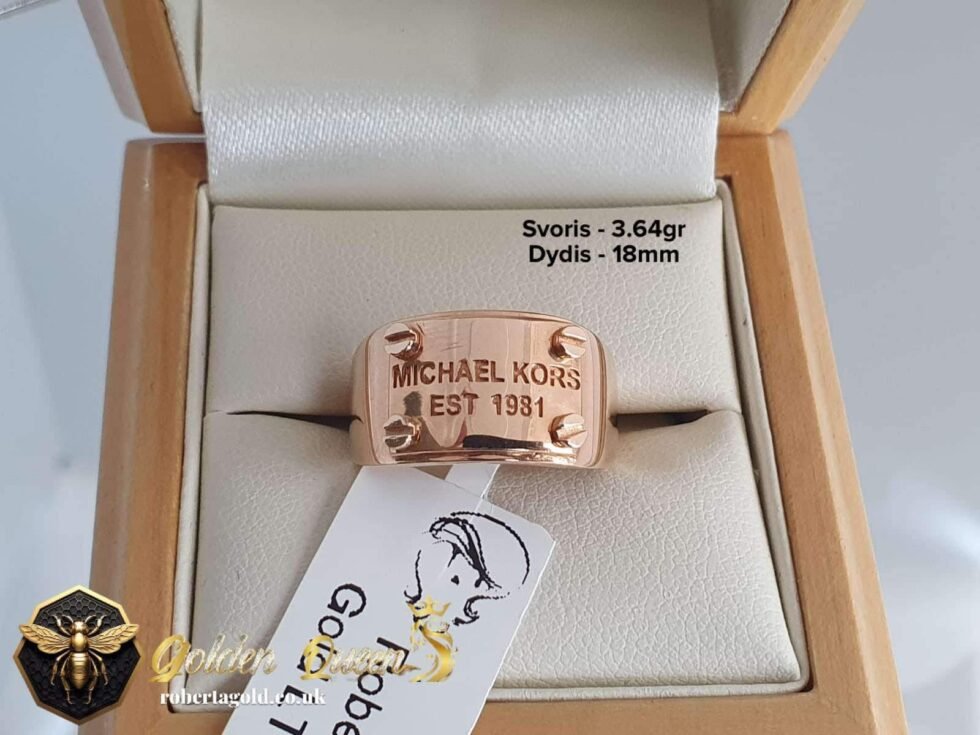 Svoris - 3.64gr
Dydis - 18mm
MICHAEL KORS
EST 1981
Golden Queen
robertagold.co.uk